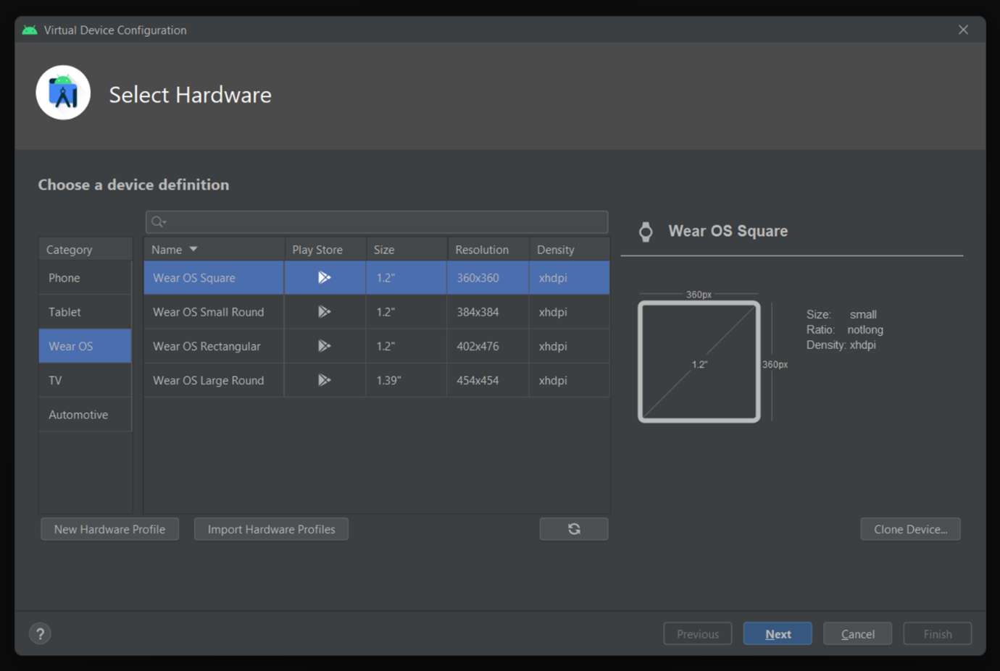 Virtual Device Configuration
Select Hardware
Choose a device definition
Category
Phone
Tablet
Wear OS
TV
Automotive
Name Play Store Size Resolution Density
Wear OS Square 1.2" 360x360 xhdpi
Wear OS Small Round 1.2" 384x384 xhdpi
Wear OS Rectangular 1.2" 402x476 xhdpi
Wear OS Large Round 1.39" 454x454 xhdpi
Wear OS Square
360px
1.2"
360px
Size: small
Ratio: notlong
Density: xhdpi
New Hardware Profile Import Hardware Profiles Clone Device...
? Previous Next Cancel Finish